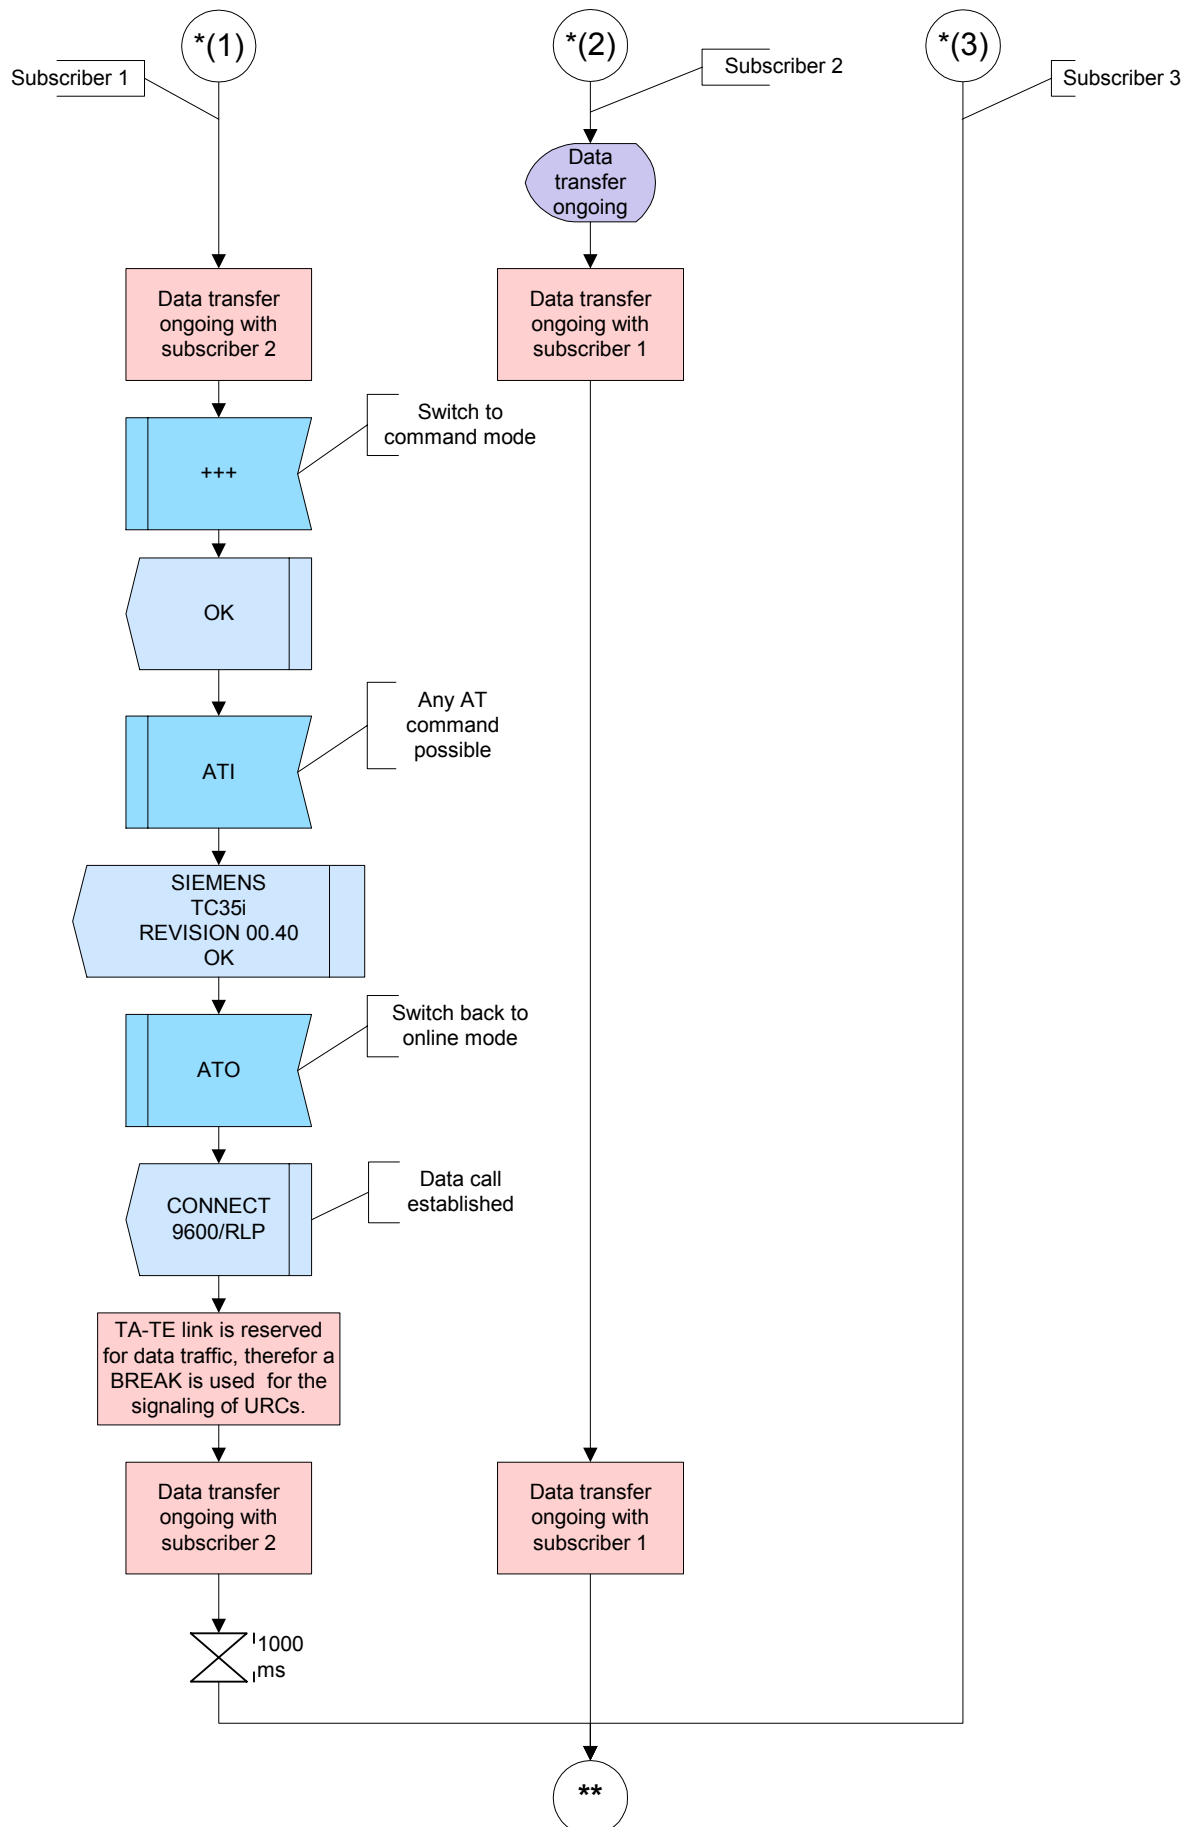 *(1)
*(2)
*(3)
Subscriber 1
Subscriber 2
Subscriber 3
Data
transfer
ongoing
Data transfer
ongoing with
subscriber 2
Data transfer
ongoing with
subscriber 1
Switch to
command mode
+++
OK
Any AT
command
possible
ATI
SIEMENS
TC35i
REVISION 00.40
OK
Switch back to
online mode
ATO
Data call
established
CONNECT
9600/RLP
TA-TE link is reserved
for data traffic, therefor a
BREAK is used  for the
signaling of URCs.
Data transfer
ongoing with
subscriber 2
Data transfer
ongoing with
subscriber 1
1000
ms
**